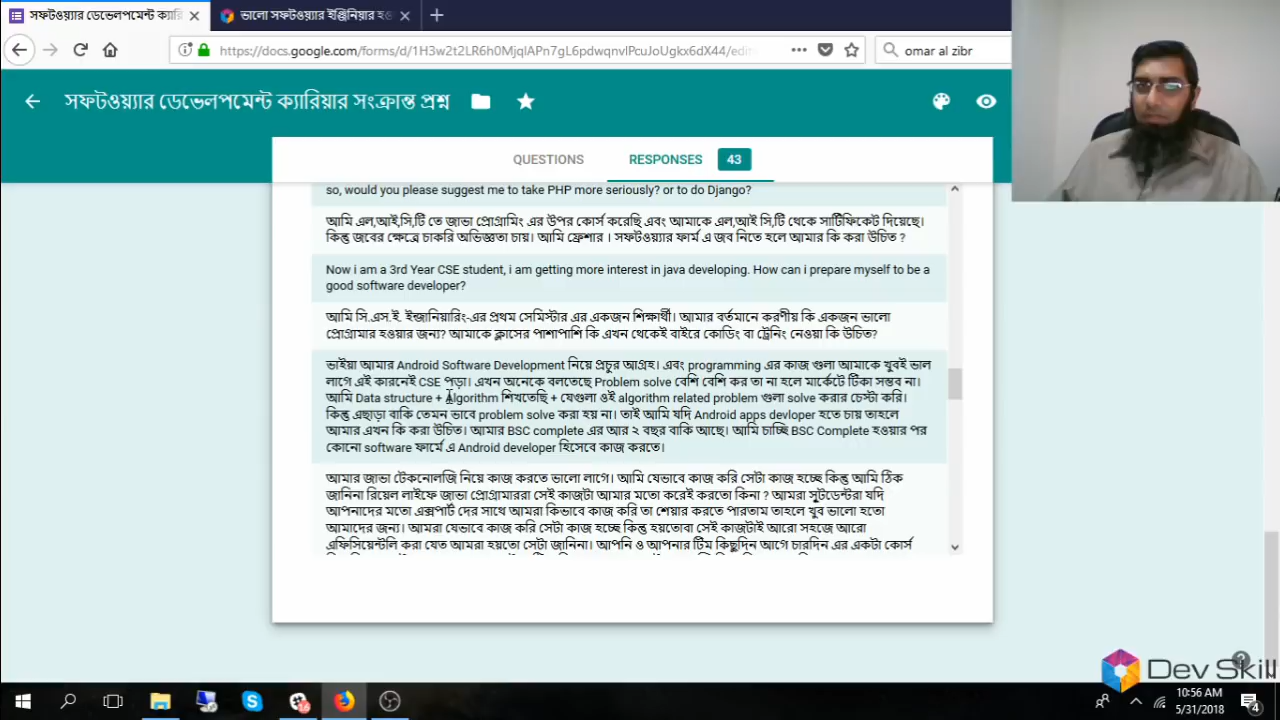 সফটওয়্যার ডেভেলপমেন্ট ক্যারি
ভালো সফটওয়্যার ইঞ্জিনিয়ার হও
https://docs.google.com/forms/d/1H3w2t2LR6h0MjqlAPn7gL6pdwqnvlPcuJoUgkx6dX44/edi
omar al zibr
সফটওয়্যার ডেভেলপমেন্ট ক্যারিয়ার সংক্রান্ত প্রশ্ন
QUESTIONS
RESPONSES 43
so, would you please suggest me to take PHP more seriously? or to do Django?
আমি এল,আই,সি,টি তে জাভা প্রোগ্রামিং এর উপর কোর্স করেছি এবং আমাকে এল,আই সি,টি থেকে সার্টিফিকেট দিয়েছে।
কিন্তু জবের ক্ষেত্রে চাকরি অভিজ্ঞতা চায়। আমি ফ্রেশার । সফটওয়্যার ফার্ম এ জব নিতে হলে আমার কি করা উচিত ?
Now i am a 3rd Year CSE student, i am getting more interest in java developing. How can i prepare myself to be a
good software developer?
আমি সি.এস.ই. ইঞ্জানিয়ারিং-এর প্রথম সেমিস্টার এর একজন শিক্ষার্থী। আমার বর্তমানে করণীয় কি একজন ভালো
প্রোগ্রামার হওয়ার জন্য? আমাকে ক্লাসের পাশাপাশি কি এখন থেকেই বাইরে কোডিং বা ট্রেনিং নেওয়া কি উচিত?
ভাইয়া আমার Android Software Development নিয়ে প্রচুর আগ্রহ। এবং programming এর কাজ গুলা আমাকে খুবই ভাল
লাগে এই কারনেই CSE পড়া। এখন অনেকে বলতেছে Problem solve বেশি বেশি কর তা না হলে মার্কেটে টিকা সম্ভব না।
আমি Data structure + algorithm শিখতেছি + যেগুলা ওই algorithm related problem গুলা solve করার চেস্টা করি।
কিন্তু এছাড়া বাকি তেমন ভাবে problem solve করা হয় না। তাই আমি যদি Android apps devloper হতে চায় তাহলে
আমার এখন কি করা উচিত। আমার BSC complete এর আর ২ বছর বাকি আছে। আমি চাচ্ছি BSC Complete হওয়ার পর
কোনো software ফার্মে এ Android developer হিসেবে কাজ করতে।
আমার জাভা টেকনোলজি নিয়ে কাজ করতে ভালো লাগে। আমি যেভাবে কাজ করি সেটা কাজ হচ্ছে কিন্তু আমি ঠিক
জানিনা রিয়েল লাইফে জাভা প্রোগ্রামাররা সেই কাজটা আমার মতো করেই করতো কিনা ? আমরা সুটডেন্টরা যদি
আপনাদের মতো এক্সপার্ট দের সাথে আমরা কিভাবে কাজ করি তা শেয়ার করতে পারতাম তাহলে খুব ভালো হতো
আমাদের জন্য। আমরা যেভাবে কাজ করি সেটা কাজ হচ্ছে কিন্তু হয়তোবা সেই কাজটাই আরো সহজে আরো
এফিসিয়েন্টলি করা যেত আমরা হয়তো সেটা জানিনা। আপনি ও আপনার টিম কিছুদিন আগে চারদিন এর একটা কোর্স
Dev Skill
10:56 AM
5/31/2018
4